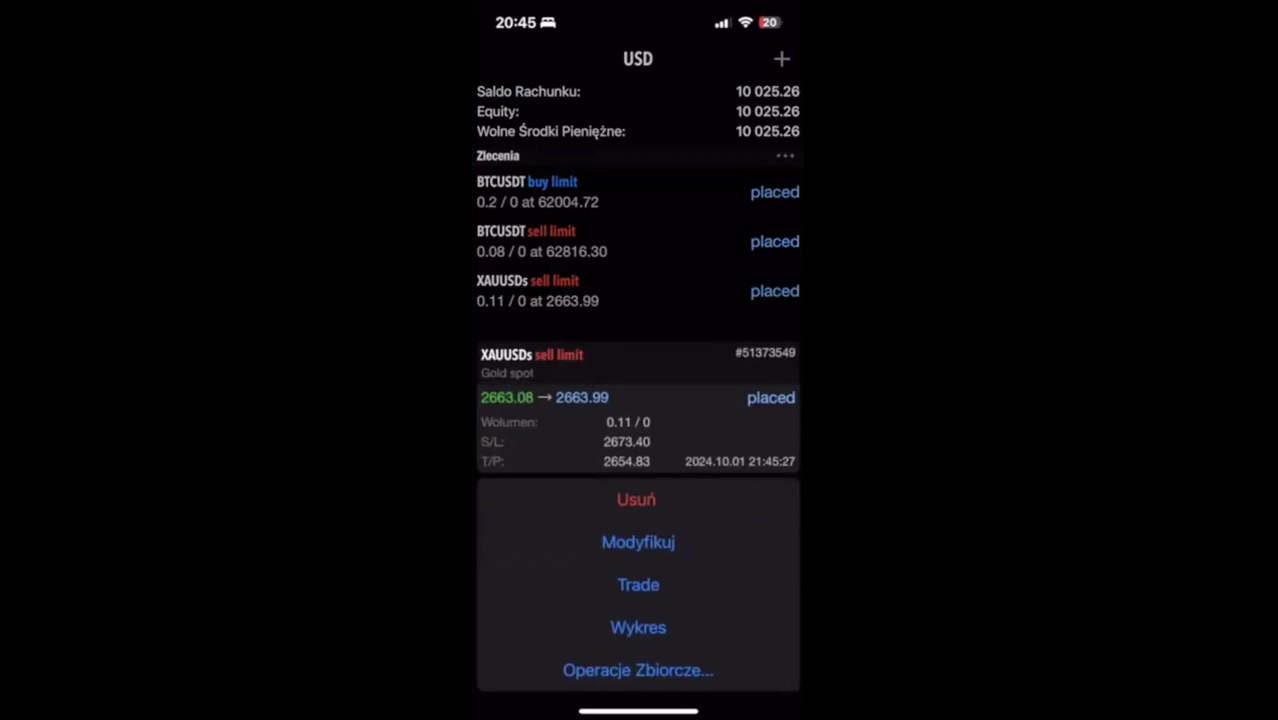 20:45
20
USD
Saldo Rachunku: 10 025.26
Equity: 10 025.26
Wolne Środki Pieniężne: 10 025.26
Zlecenia
BTCUSDT buy limit
0.2 / 0 at 62004.72
placed
BTCUSDT sell limit
0.08 / 0 at 62816.30
placed
XAUUSDs sell limit
0.11 / 0 at 2663.99
placed
XAUUSDs sell limit #51373549
Gold spot
2663.08 → 2663.99 placed
Wolumen: 0.11 / 0
S/L: 2673.40
T/P: 2654.83 2024.10.01 21:45:27
Usuń
Modyfikuj
Trade
Wykres
Operacje Zbiorcze...